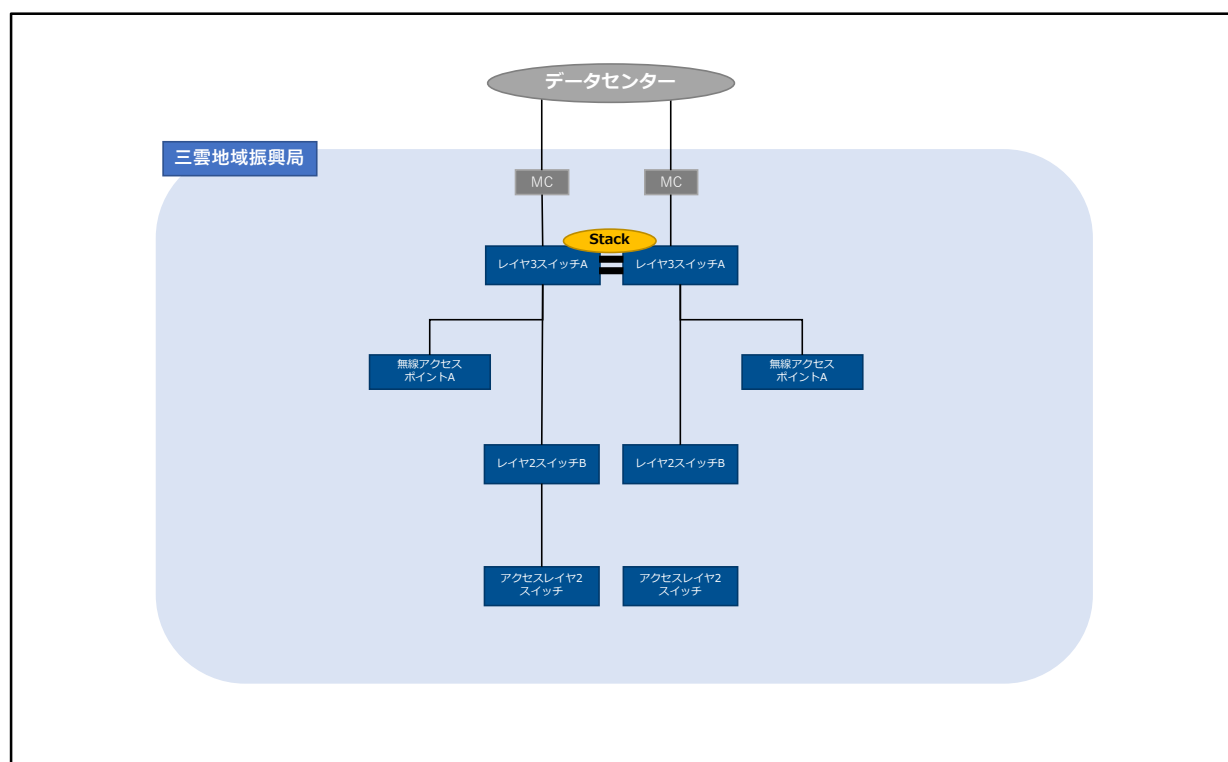 データセンター
三雲地域振興局
MC
MC
Stack
レイヤ3スイッチA
レイヤ3スイッチA
無線アクセス
ポイントA
無線アクセス
ポイントA
レイヤ2スイッチB
レイヤ2スイッチB
アクセスレイヤ2
スイッチ
アクセスレイヤ2
スイッチ